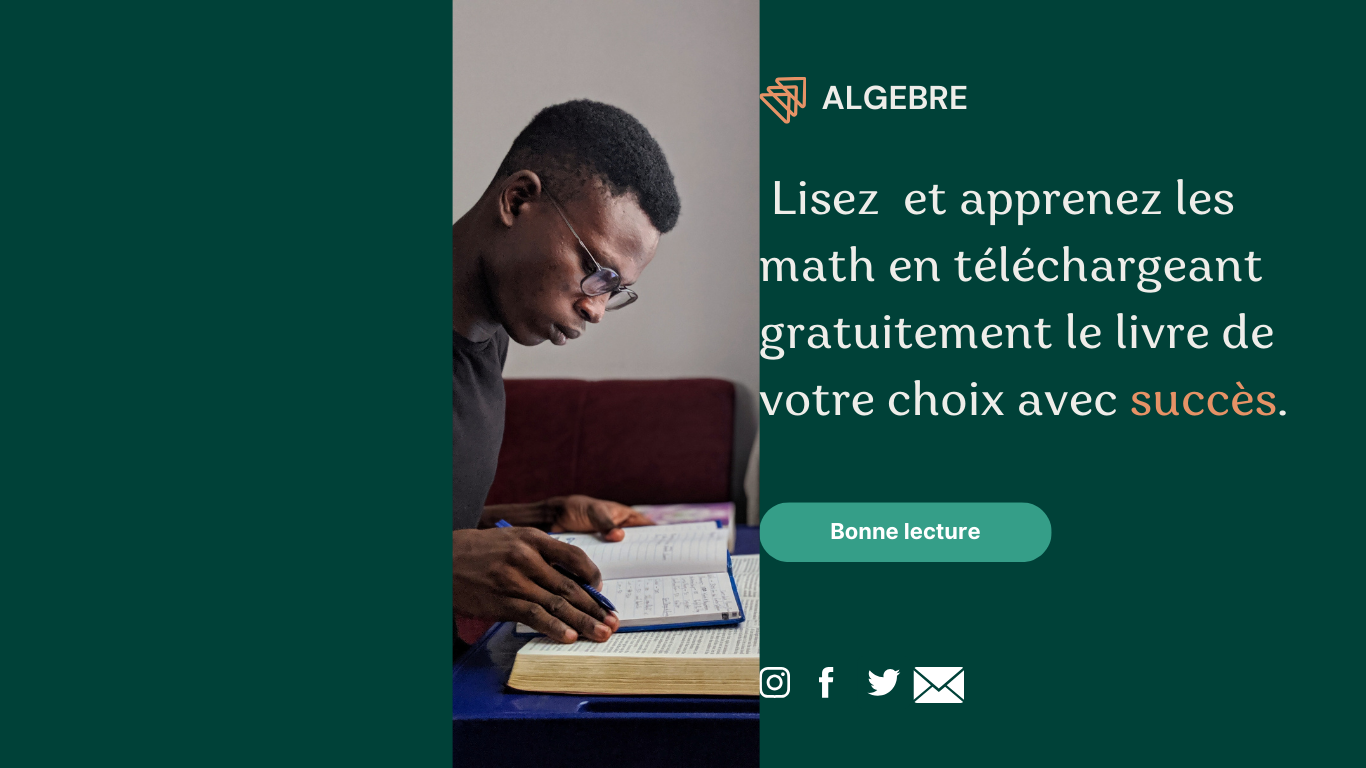 ALGEBRE
Lisez et apprenez les
math en téléchargeant
gratuitement le livre de
votre choix avec succès.
Bonne lecture